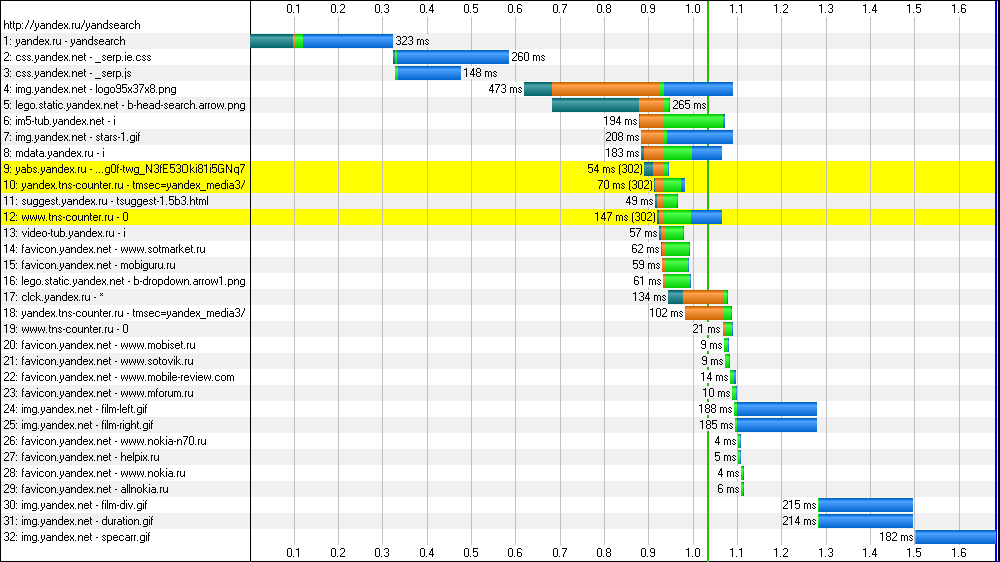 0.1 0.2 0.3 0.4 0.5 0.6 0.7 0.8 0.9 1.0 1.1 1.2 1.3 1.4 1.5 1.6
http://yandex.ru/yandsearch
1: yandex.ru - yandsearch 323 ms
2: css.yandex.net - _serp.ie.css 260 ms
3: css.yandex.net - _serp.js 148 ms
4: img.yandex.net - logo95x37x8.png 473 ms
5: lego.static.yandex.net - b-head-search.arrow.png 265 ms
6: im5-tub.yandex.net - i 194 ms
7: img.yandex.net - stars-1.gif 208 ms
8: mdata.yandex.ru - i 183 ms
9: yabs.yandex.ru - ...g0f-twg_N3fE53Oki81i5GNq7 54 ms (302)
10: yandex.tns-counter.ru - tmsec=yandex_media3/ 70 ms (302)
11: suggest.yandex.ru - tsuggest-1.5b3.html 49 ms
12: www.tns-counter.ru - 0 147 ms (302)
13: video-tub.yandex.ru - i 57 ms
14: favicon.yandex.net - www.sotmarket.ru 62 ms
15: favicon.yandex.net - mobiguru.ru 59 ms
16: lego.static.yandex.net - b-dropdown.arrow1.png 61 ms
17: clck.yandex.ru - * 134 ms
18: yandex.tns-counter.ru - tmsec=yandex_media3/ 102 ms
19: www.tns-counter.ru - 0 21 ms
20: favicon.yandex.net - www.mobiset.ru 9 ms
21: favicon.yandex.net - www.sotovik.ru 9 ms
22: favicon.yandex.net - www.mobile-review.com 14 ms
23: favicon.yandex.net - www.mforum.ru 10 ms
24: img.yandex.net - film-left.gif 188 ms
25: img.yandex.net - film-right.gif 185 ms
26: favicon.yandex.net - www.nokia-n70.ru 4 ms
27: favicon.yandex.net - helpix.ru 5 ms
28: favicon.yandex.net - www.nokia.ru 4 ms
29: favicon.yandex.net - allnokia.ru 6 ms
30: img.yandex.net - film-div.gif 215 ms
31: img.yandex.net - duration.gif 214 ms
32: img.yandex.net - specarr.gif 182 ms
0.1 0.2 0.3 0.4 0.5 0.6 0.7 0.8 0.9 1.0 1.1 1.2 1.3 1.4 1.5 1.6